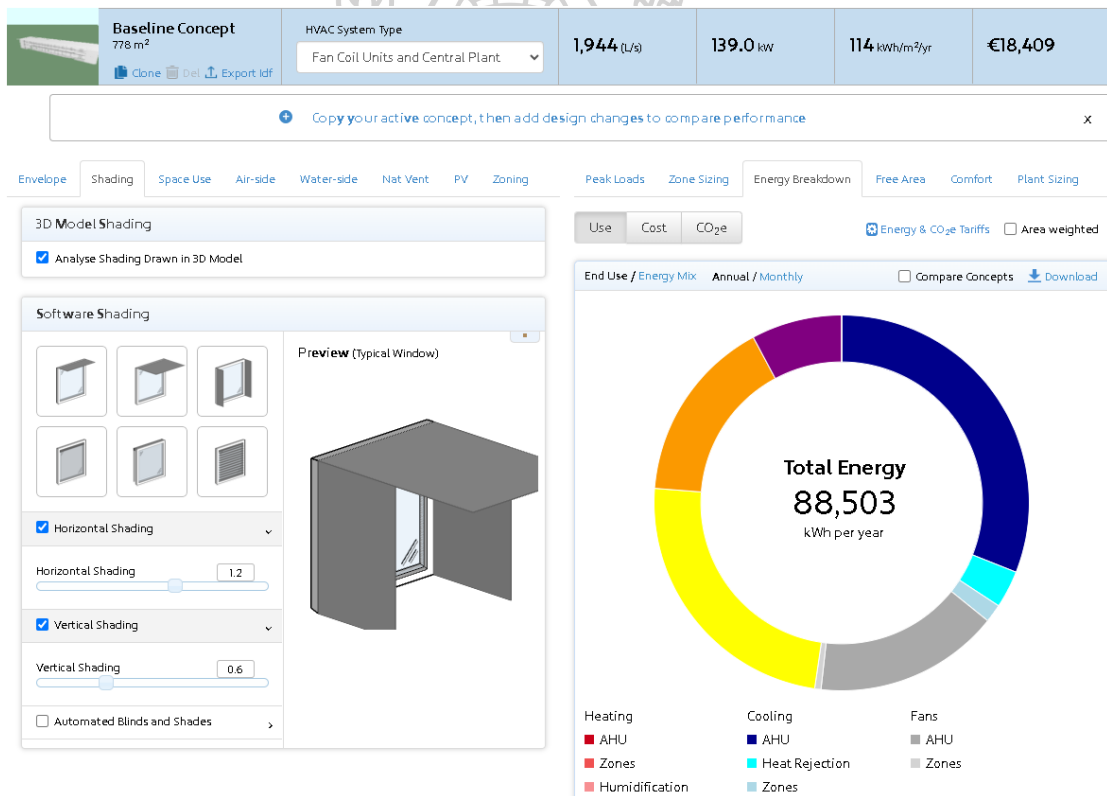 Baseline Concept
778 m²
Clone Del Export Idf
HVAC System Type
Fan Coil Units and Central Plant
1,944 (L/s)
139.0 kW
114 kWh/m²/yr
€18,409
Copy your active concept, then add design changes to compare performance
x
Envelope Shading Space Use Air-side Water-side Nat Vent PV Zoning
3D Model Shading
Analyse Shading Drawn in 3D Model
Software Shading
Preview (Typical Window)
Horizontal Shading
Horizontal Shading 1.2
Vertical Shading
Vertical Shading 0.6
Automated Blinds and Shades
Peak Loads Zone Sizing Energy Breakdown Free Area Comfort Plant Sizing
Use Cost CO₂e
Energy & CO₂e Tariffs Area weighted
End Use / Energy Mix Annual / Monthly Compare Concepts Download
Total Energy
88,503
kWh per year
Heating Cooling Fans
AHU AHU AHU
Zones Heat Rejection Zones
Humidification Zones